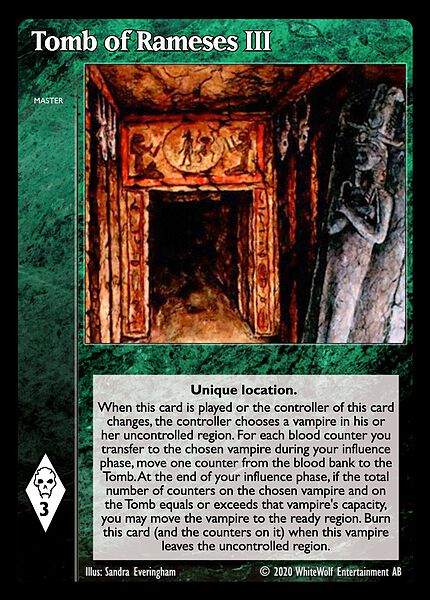 Tomb of Rameses III
MASTER
Unique location.
When this card is played or the controller of this card
changes, the controller chooses a vampire in his or
her uncontrolled region. For each blood counter you
transfer to the chosen vampire during your influence
phase, move one counter from the blood bank to the
Tomb. At the end of your influence phase, if the total
number of counters on the chosen vampire and on
the Tomb equals or exceeds that vampire's capacity,
you may move the vampire to the ready region. Burn
this card (and the counters on it) when this vampire
leaves the uncontrolled region.
3
Illus: Sandra Everingham © 2020 WhiteWolf Entertainment AB